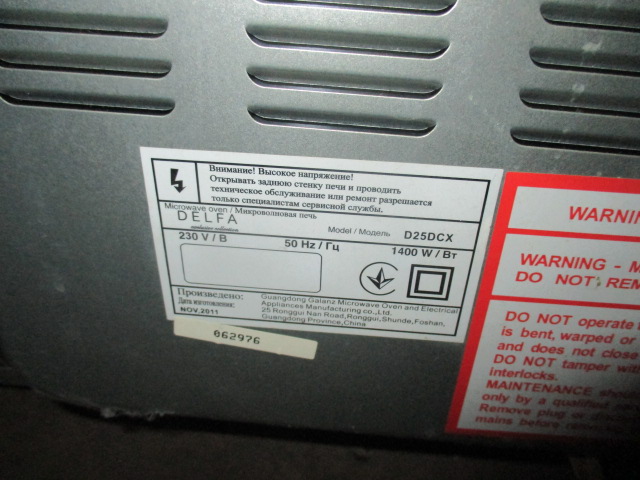 Внимание! Высокое напряжение!
Открывать заднюю стенку печи и проводить
техническое обслуживание или ремонт разрешается
только специалистам сервисной службы.
Microwave oven / Микроволновая печь
DELFA
Model / Модель D25DCX
230 V / В 50 Hz / Гц 1400 W / Вт
Произведено:
Дата изготовления:
NOV,2011
Guangdong Galanz Microwave Oven and Electrical
Appliances Manufacturing co.,Ltd.
25 Ronggui Nan Road, Ronggui, Shunde, Foshan,
Guangdong Province, China
062976
WARNIN
WARNING - M
DO NOT REM
DO NOT operate
is bent, warped or
and does not close
DO NOT tamper with
interlocks.
MAINTENANCE should
only by a qualified
Remove plug or
mains before